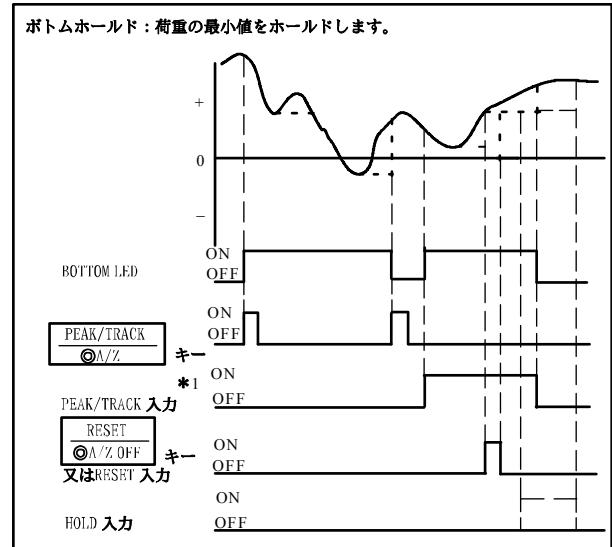 ボトムホールド：荷重の最小値をホールドします。
+
0
−
BOTTOM LED
ON
OFF
PEAK/TRACK
◎A/Z
キー
ON
OFF
*1
PEAK/TRACK 入力
ON
OFF
RESET
◎A/Z OFF
キー
又はRESET 入力
ON
OFF
HOLD 入力
ON
OFF